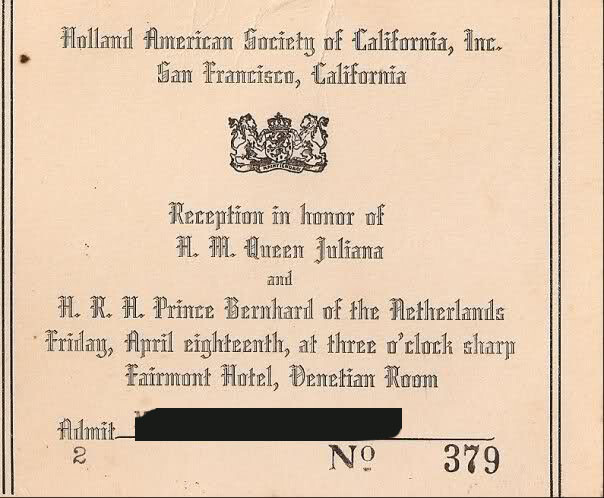 Holland American Society of California, Inc.
San Francisco, California
Reception in honor of
H. M. Queen Juliana
and
H. R. H. Prince Bernhard of the Netherlands
Friday, April eighteenth, at three o'clock sharp
Fairmont Hotel, Venetian Room
Admit
2 No 379